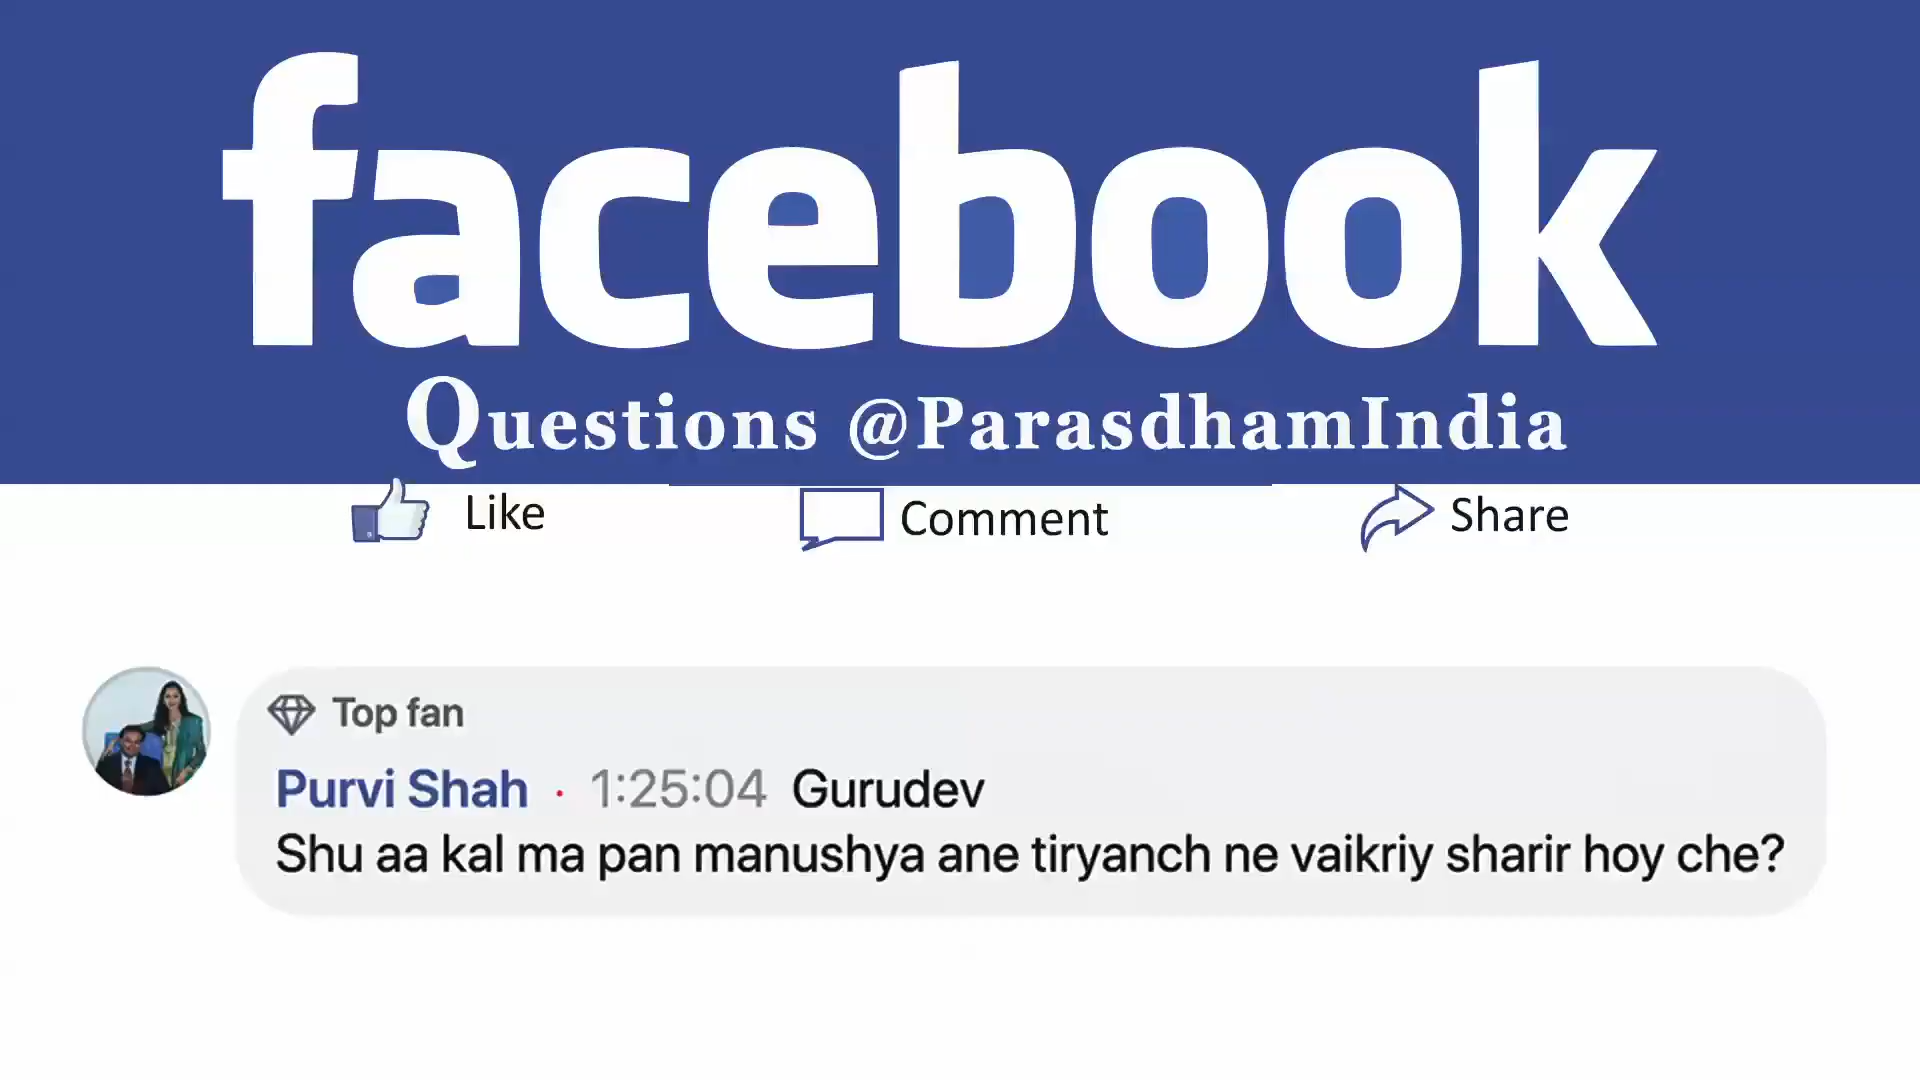 facebook
Questions @ParasdhamIndia
Like Comment Share
Top fan
Purvi Shah · 1:25:04 Gurudev
Shu aa kal ma pan manushya ane tiryanch ne vaikriy sharir hoy che?